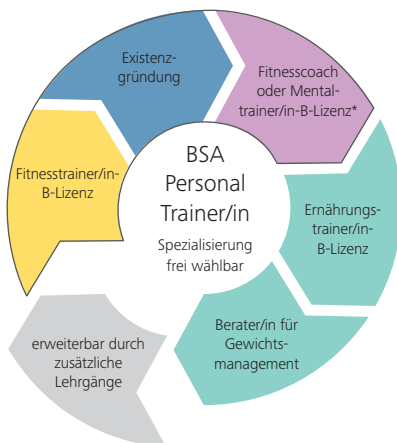 Existenz-
gründung
Fitnesscoach
oder Mental-
trainer/in-B-Lizenz*
Fitnesstrainer/in-
B-Lizenz
BSA
Personal
Trainer/in
Spezialisierung
frei wählbar
Ernährungs-
trainer/in-
B-Lizenz
Berater/in für
Gewichts-
management
erweiterbar durch
zusätzliche
Lehrgänge